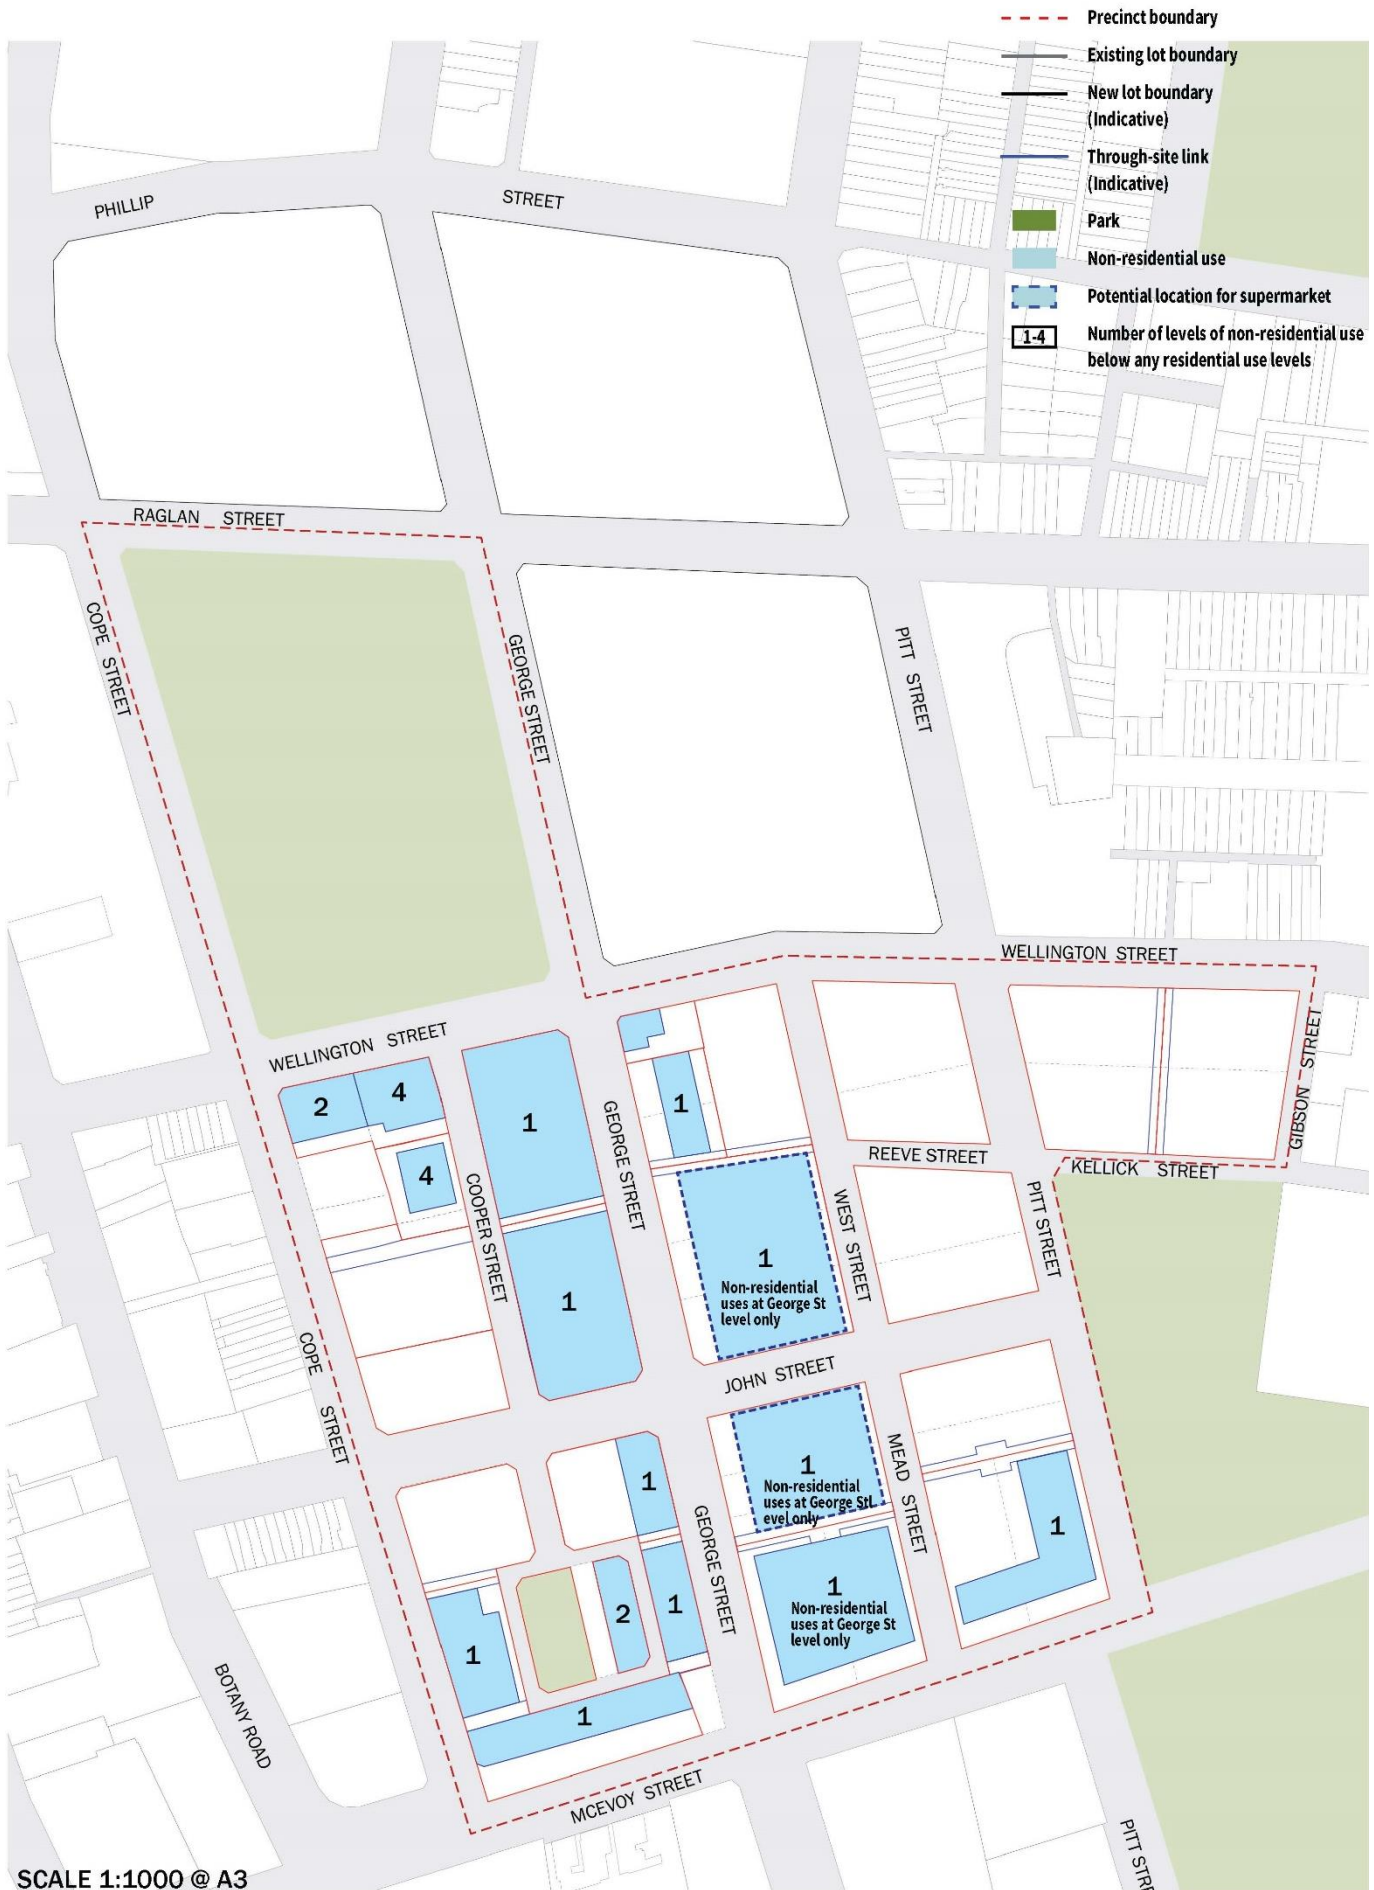 Precinct boundary
Existing lot boundary
New lot boundary
(Indicative)
Through-site link
(Indicative)
Park
Non-residential use
Potential location for supermarket
1-4
Number of levels of non-residential use
below any residential use levels
PHILLIP
STREET
RAGLAN STREET
COPE STREET
GEORGE STREET
PITT STREET
WELLINGTON STREET
WELLINGTON STREET
GIBSON STREET
2
4
1
1
4
GEORGE STREET
REEVE STREET
KELLICK STREET
COOPER STREET
WEST STREET
PITT STREET
1
Non-residential
uses at George St
level only
1
COPE STREET
JOHN STREET
1
1
Non-residential
uses at George Stl
evel only
MEAD STREET
1
GEORGE STREET
1
2
1
Non-residential
uses at George St
level only
1
1
BOTANY ROAD
MCEVOY STREET
PITT STRE
SCALE 1:1000 @ A3